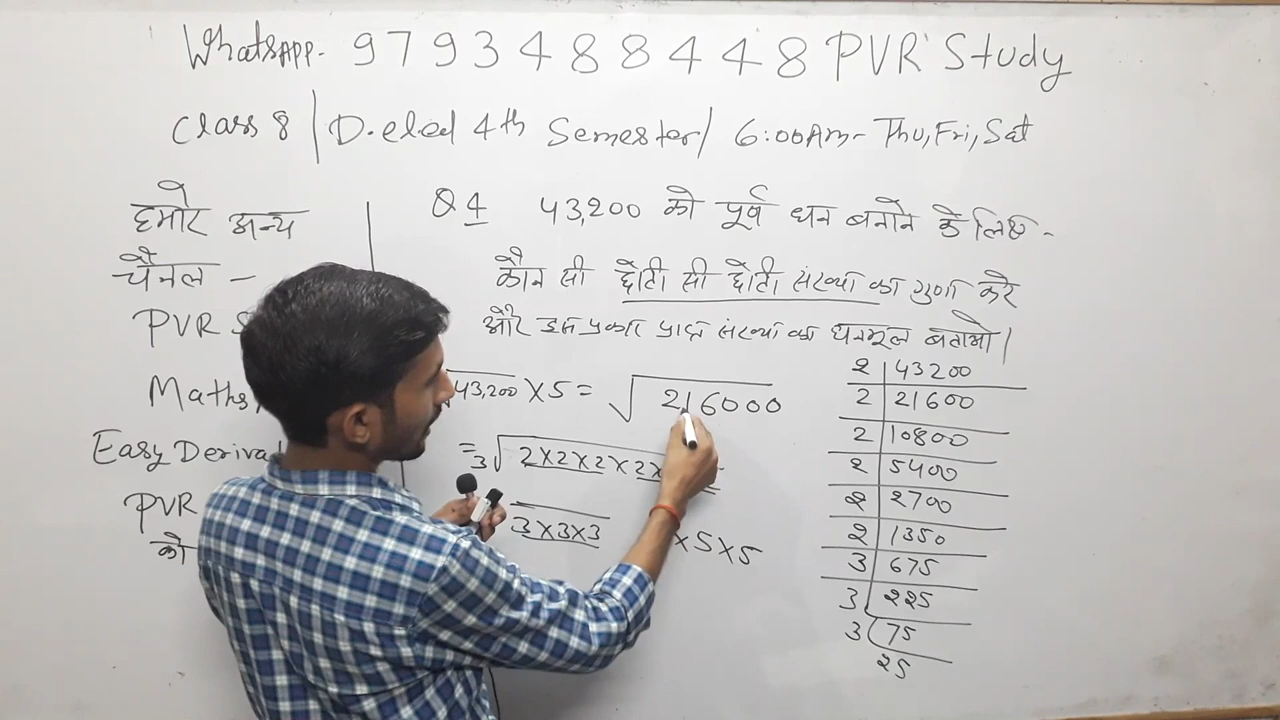 WhatsAPP- 9793488448 PVR Study
Class 8 | D.eled 4th Semester / 6:00Am- Thu, Fri, Sat
हमारे अन्य
चैनल -
PVR S
Maths
Easy Deriva
PVR
को
Q4 43,200 को पूर्ण घन बनाने के लिए -
कौन सी छोटी सी छोटी संख्या का गुणा करे
और इस प्रकार प्राप्त संख्या का घनमूल बताओ।
√43,200 ×5 = √216000
= 3√2×2×2×2×
3×3×3 ×5×5
2 | 43200
2 | 21600
2 | 10800
2 | 5400
2 | 2700
2 | 1350
3 | 675
3 | 225
3 | 75
25